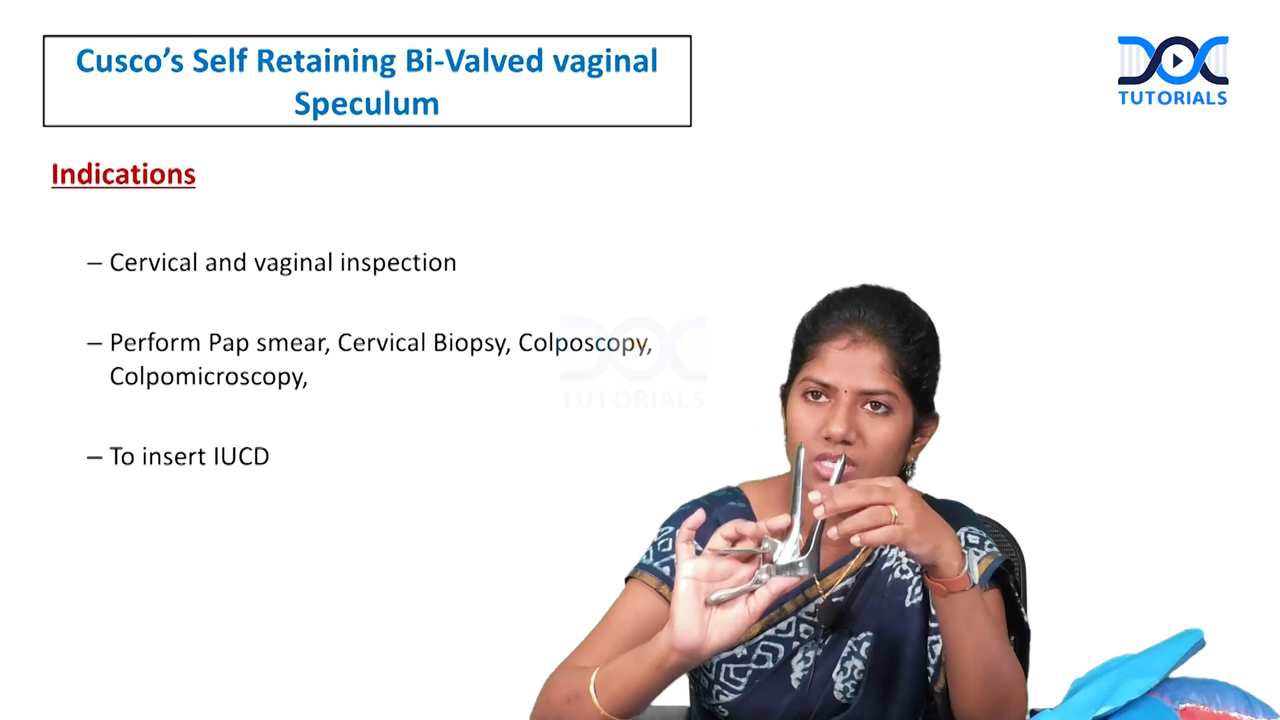 Cusco's Self Retaining Bi-Valved vaginal
Speculum
TUTORIALS
Indications
– Cervical and vaginal inspection
– Perform Pap smear, Cervical Biopsy, Colposcopy,
Colpomicroscopy,
TUTORIALS
– To insert IUCD